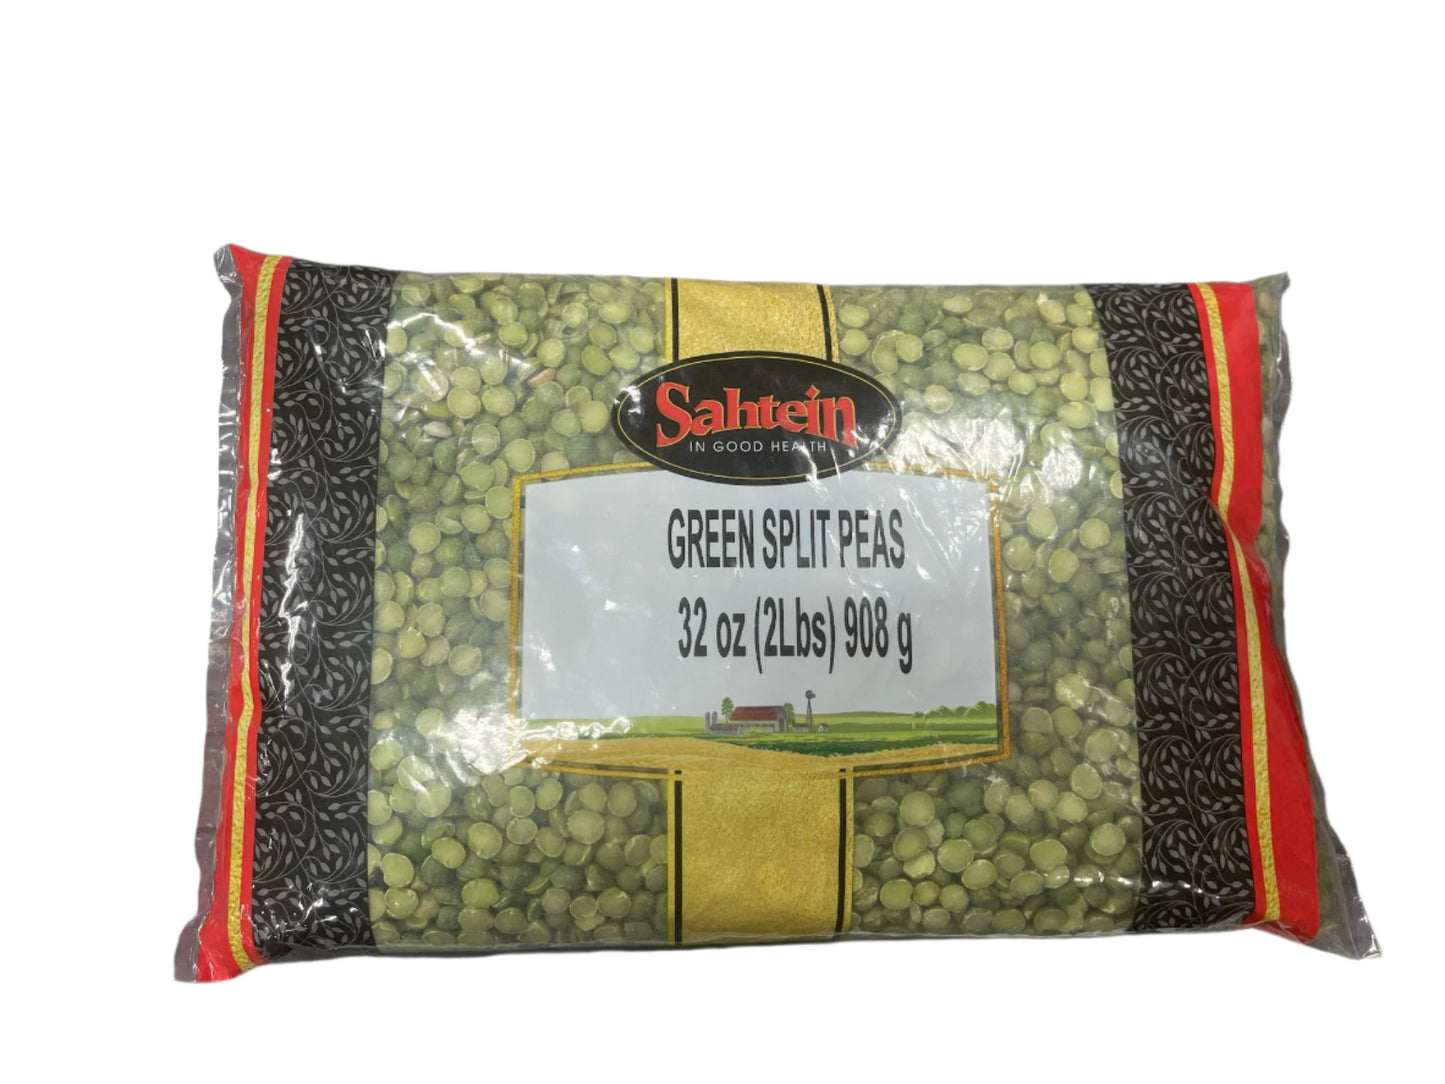 Sahtein
IN GOOD HEALTH
GREEN SPLIT PEAS
32 oz (2Lbs) 908 g